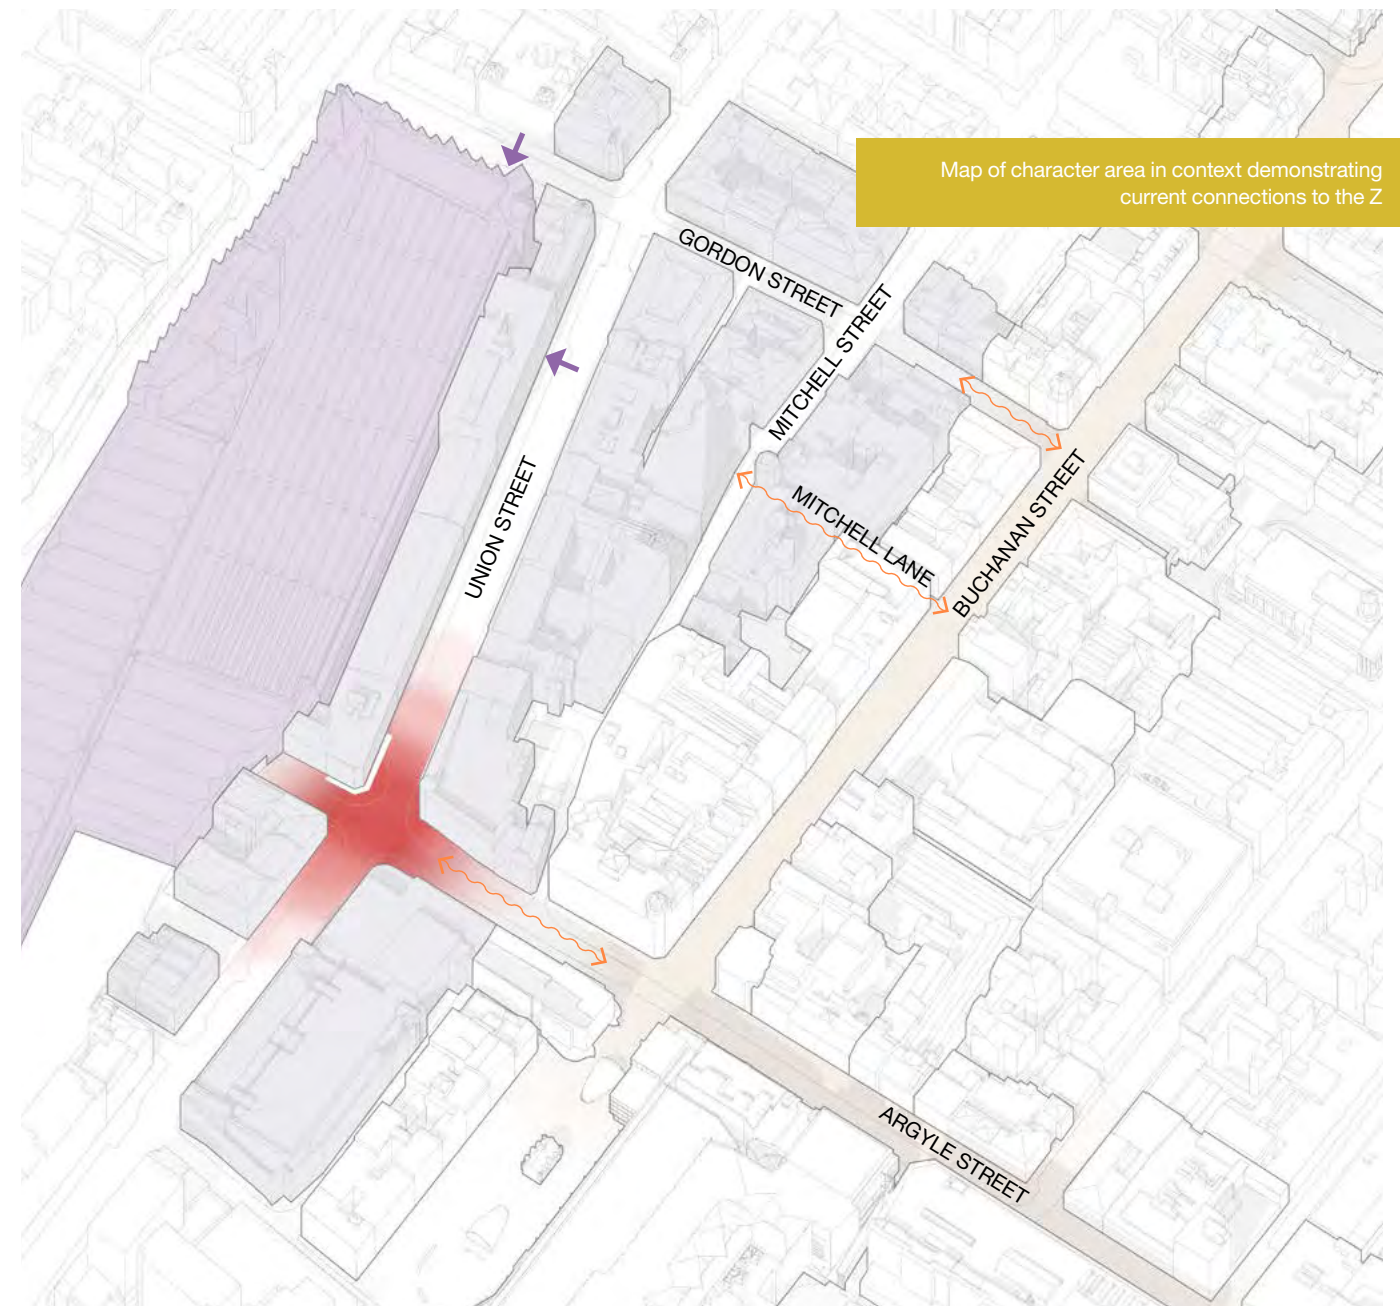 Map of character area in context demonstrating
current connections to the Z
GORDON STREET
MITCHELL STREET
UNION STREET
MITCHELL LANE
BUCHANAN STREET
ARGYLE STREET